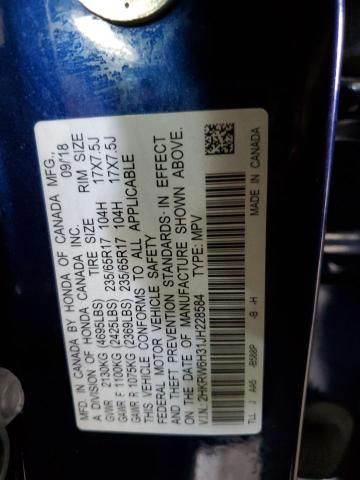 MFD. IN CANADA BY HONDA OF CANADA MFG.,
A DIVISION OF HONDA CANADA INC. 09/18
TIRE SIZE RIM SIZE
GVWR 2130KG (4695LBS)
GAWR F 1100KG (2425LBS) 235/65R17 104H 17X7.5J
GAWR R 1075KG (2369LBS) 235/65R17 104H 17X7.5J
THIS VEHICLE CONFORMS TO ALL APPLICABLE
FEDERAL MOTOR VEHICLE SAFETY
AND THEFT PREVENTION STANDARDS IN EFFECT
ON THE DATE OF MANUFACTURE SHOWN ABOVE.
V.I.N.: 2HKRW6H31JH228584 TYPE: MPV
TLL J AA5 -B588P -B -H
MADE IN CANADA